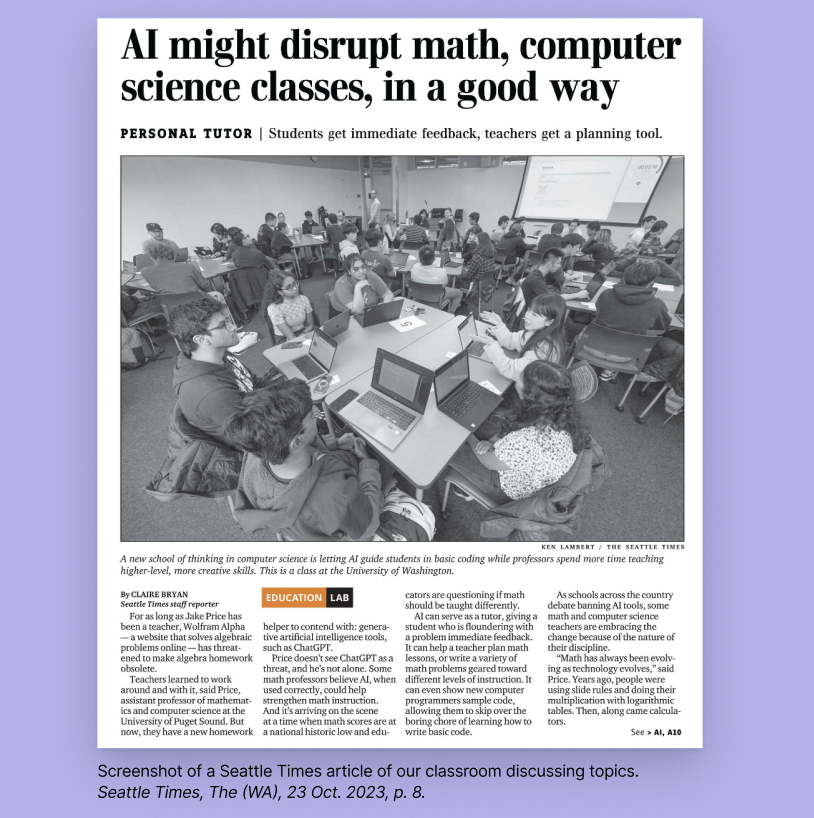 AI might disrupt math, computer
science classes, in a good way
PERSONAL TUTOR | Students get immediate feedback, teachers get a planning tool.
KEN LAMBERT / THE SEATTLE TIMES
A new school of thinking in computer science is letting AI guide students in basic coding while professors spend more time teaching
higher-level, more creative skills. This is a class at the University of Washington.
By CLAIRE BRYAN
Seattle Times staff reporter
For as long as Jake Price has
been a teacher, Wolfram Alpha
— a website that solves algebraic
problems online — has threat-
ened to make algebra homework
obsolete.
Teachers learned to work
around and with it, said Price,
assistant professor of mathemat-
ics and computer science at the
University of Puget Sound. But
now, they have a new homework
EDUCATION LAB
helper to contend with: genera-
tive artificial intelligence tools,
such as ChatGPT.
Price doesn't see ChatGPT as a
threat, and he's not alone. Some
math professors believe AI, when
used correctly, could help
strengthen math instruction.
And it's arriving on the scene
at a time when math scores are at
a national historic low and edu-
cators are questioning if math
should be taught differently.
AI can serve as a tutor, giving a
student who is floundering with
a problem immediate feedback.
It can help a teacher plan math
lessons, or write a variety of
math problems geared toward
different levels of instruction. It
can even show new computer
programmers sample code,
allowing them to skip over the
boring chore of learning how to
write basic code.
As schools across the country
debate banning AI tools, some
math and computer science
teachers are embracing the
change because of the nature of
their discipline.
"Math has always been evolv-
ing as technology evolves," said
Price. Years ago, people were
using slide rules and doing their
multiplication with logarithmic
tables. Then, along came calcula-
tors.
See > AI, A10
Screenshot of a Seattle Times article of our classroom discussing topics.
Seattle Times, The (WA), 23 Oct. 2023, p. 8.